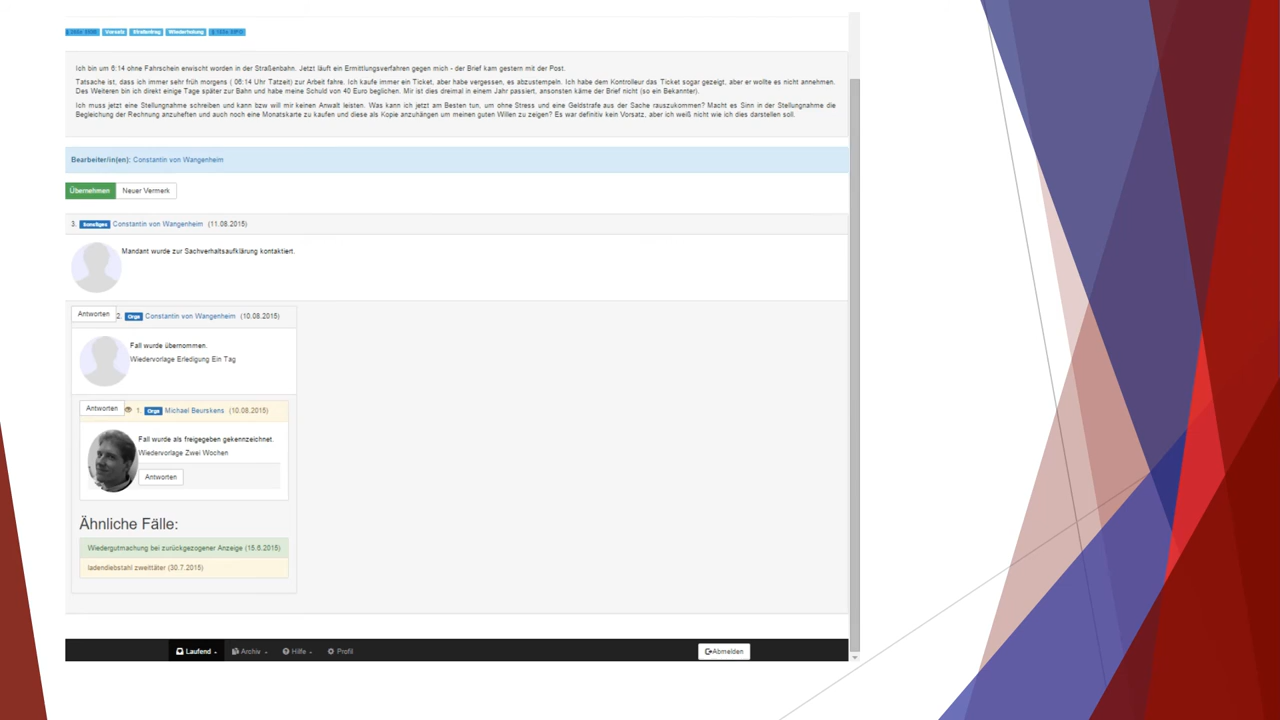 § 265a StGB Vorsatz Ersttäter Wiederholung § 153a StPO
Ich bin um 6:14 ohne Fahrschein erwischt worden in der Straßenbahn. Jetzt läuft ein Ermittlungsverfahren gegen mich - der Brief kam gestern mit der Post.
Tatsache ist, dass ich immer sehr früh morgens ( 06:14 Uhr Tatzeit) zur Arbeit fahre. Ich kaufe immer ein Ticket, aber habe vergessen, es abzustempeln. Ich habe dem Kontrolleur das Ticket sogar gezeigt, aber er wollte es nicht annehmen.
Des Weiteren bin ich direkt einige Tage später zur Bahn und habe meine Schuld von 40 Euro beglichen. Mir ist dies dreimal in einem Jahr passiert, ansonsten käme der Brief nicht (so ein Bekannter).
Ich muss jetzt eine Stellungnahme schreiben und kann bzw will mir keinen Anwalt leisten. Was kann ich jetzt am Besten tun, um ohne Stress und eine Geldstrafe aus der Sache rauszukommen? Macht es Sinn in der Stellungnahme die
Begleichung der Rechnung anzuheften und auch noch eine Monatskarte zu kaufen und diese als Kopie anzuhängen um meinen guten Willen zu zeigen? Es war definitiv kein Vorsatz, aber ich weiß nicht wie ich dies darstellen soll.
Bearbeiter/in(en): Constantin von Wangenheim
Übernehmen Neuer Vermerk
3. Sonstiges Constantin von Wangenheim (11.08.2015)
Mandant wurde zur Sachverhaltsaufklärung kontaktiert.
Antworten 2. Orga Constantin von Wangenheim (10.08.2015)
Fall wurde übernommen.
Wiedervorlage Erledigung Ein Tag
Antworten 1. Orga Michael Beurskens (10.08.2015)
Fall wurde als freigegeben gekennzeichnet.
Wiedervorlage Zwei Wochen
Antworten
Ähnliche Fälle:
Wiedergutmachung bei zurückgezogener Anzeige (15.6.2015)
ladendiebstahl zweittäter (30.7.2015)
Laufend Archiv Hilfe Profil Abmelden